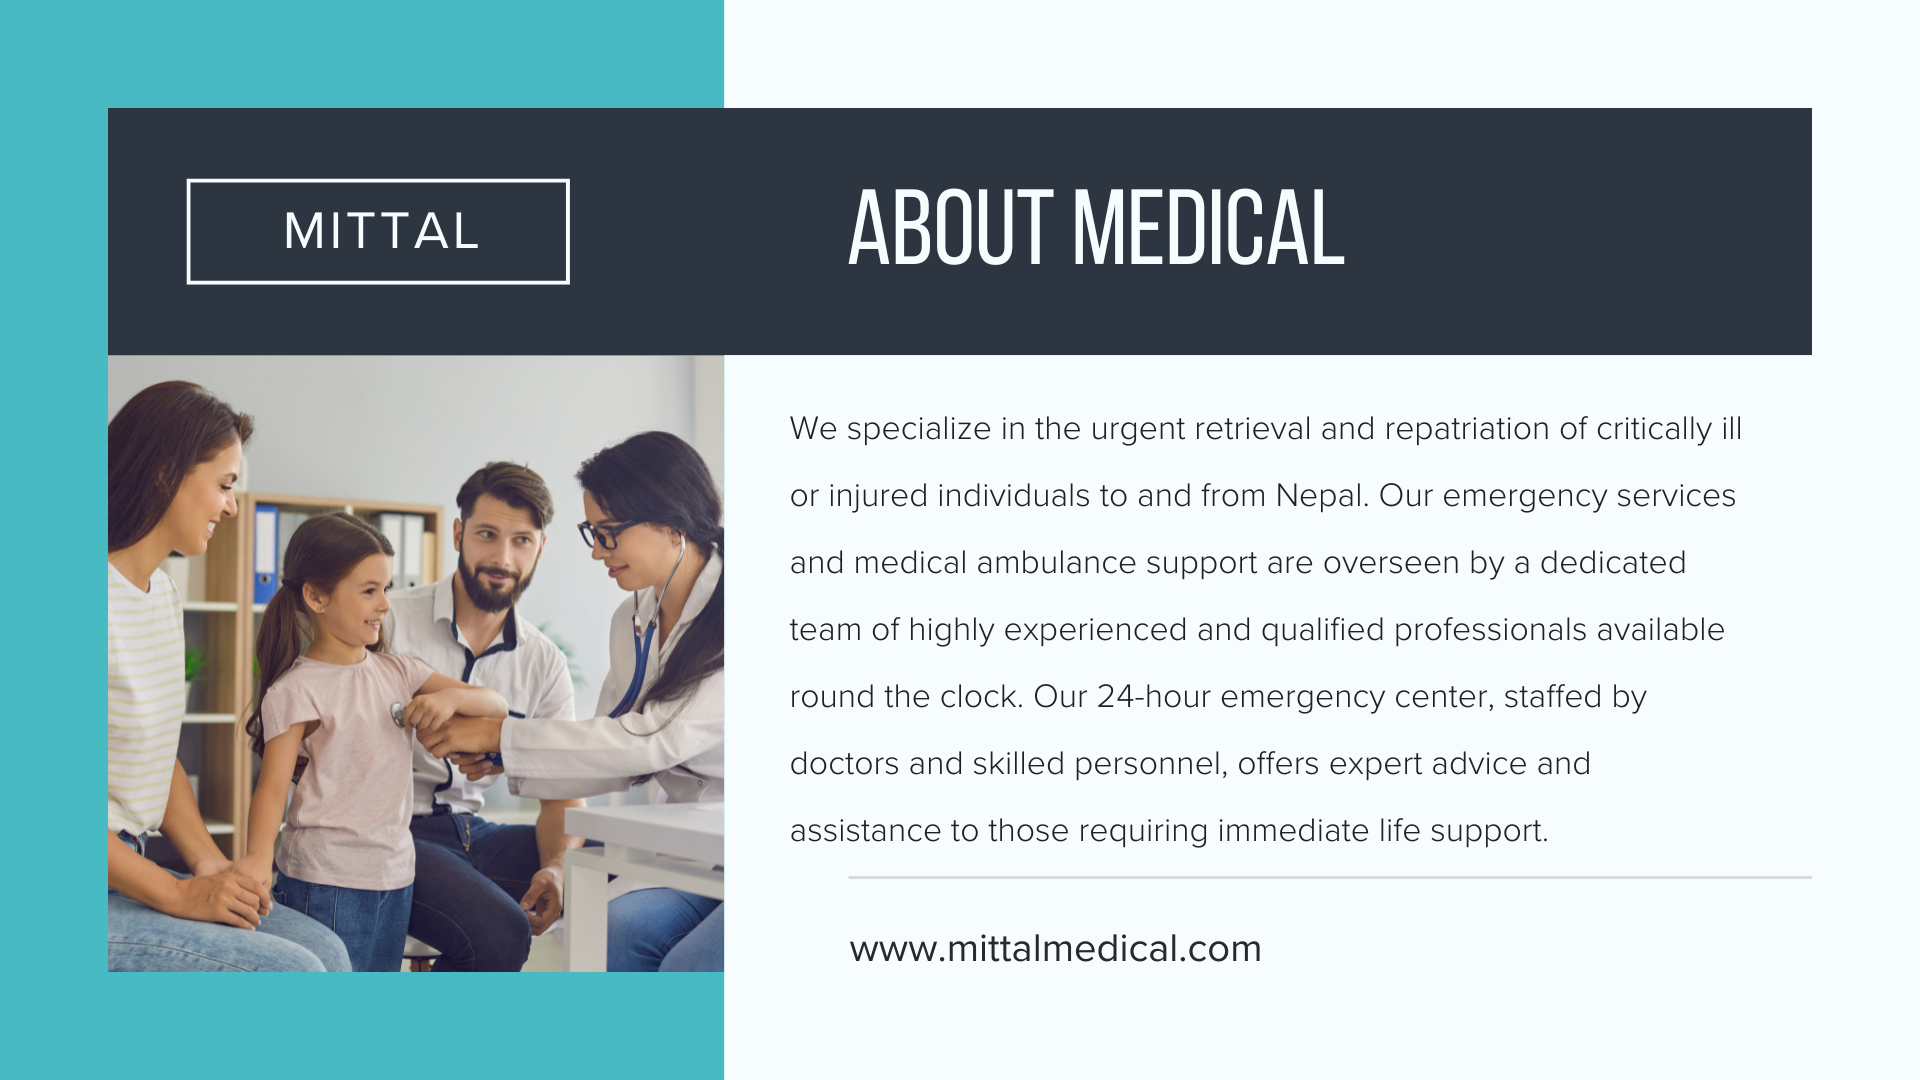 MITTAL
ABOUT MEDICAL
We specialize in the urgent retrieval and repatriation of critically ill
or injured individuals to and from Nepal. Our emergency services
and medical ambulance support are overseen by a dedicated
team of highly experienced and qualified professionals available
round the clock. Our 24-hour emergency center, staffed by
doctors and skilled personnel, offers expert advice and
assistance to those requiring immediate life support.
www.mittalmedical.com